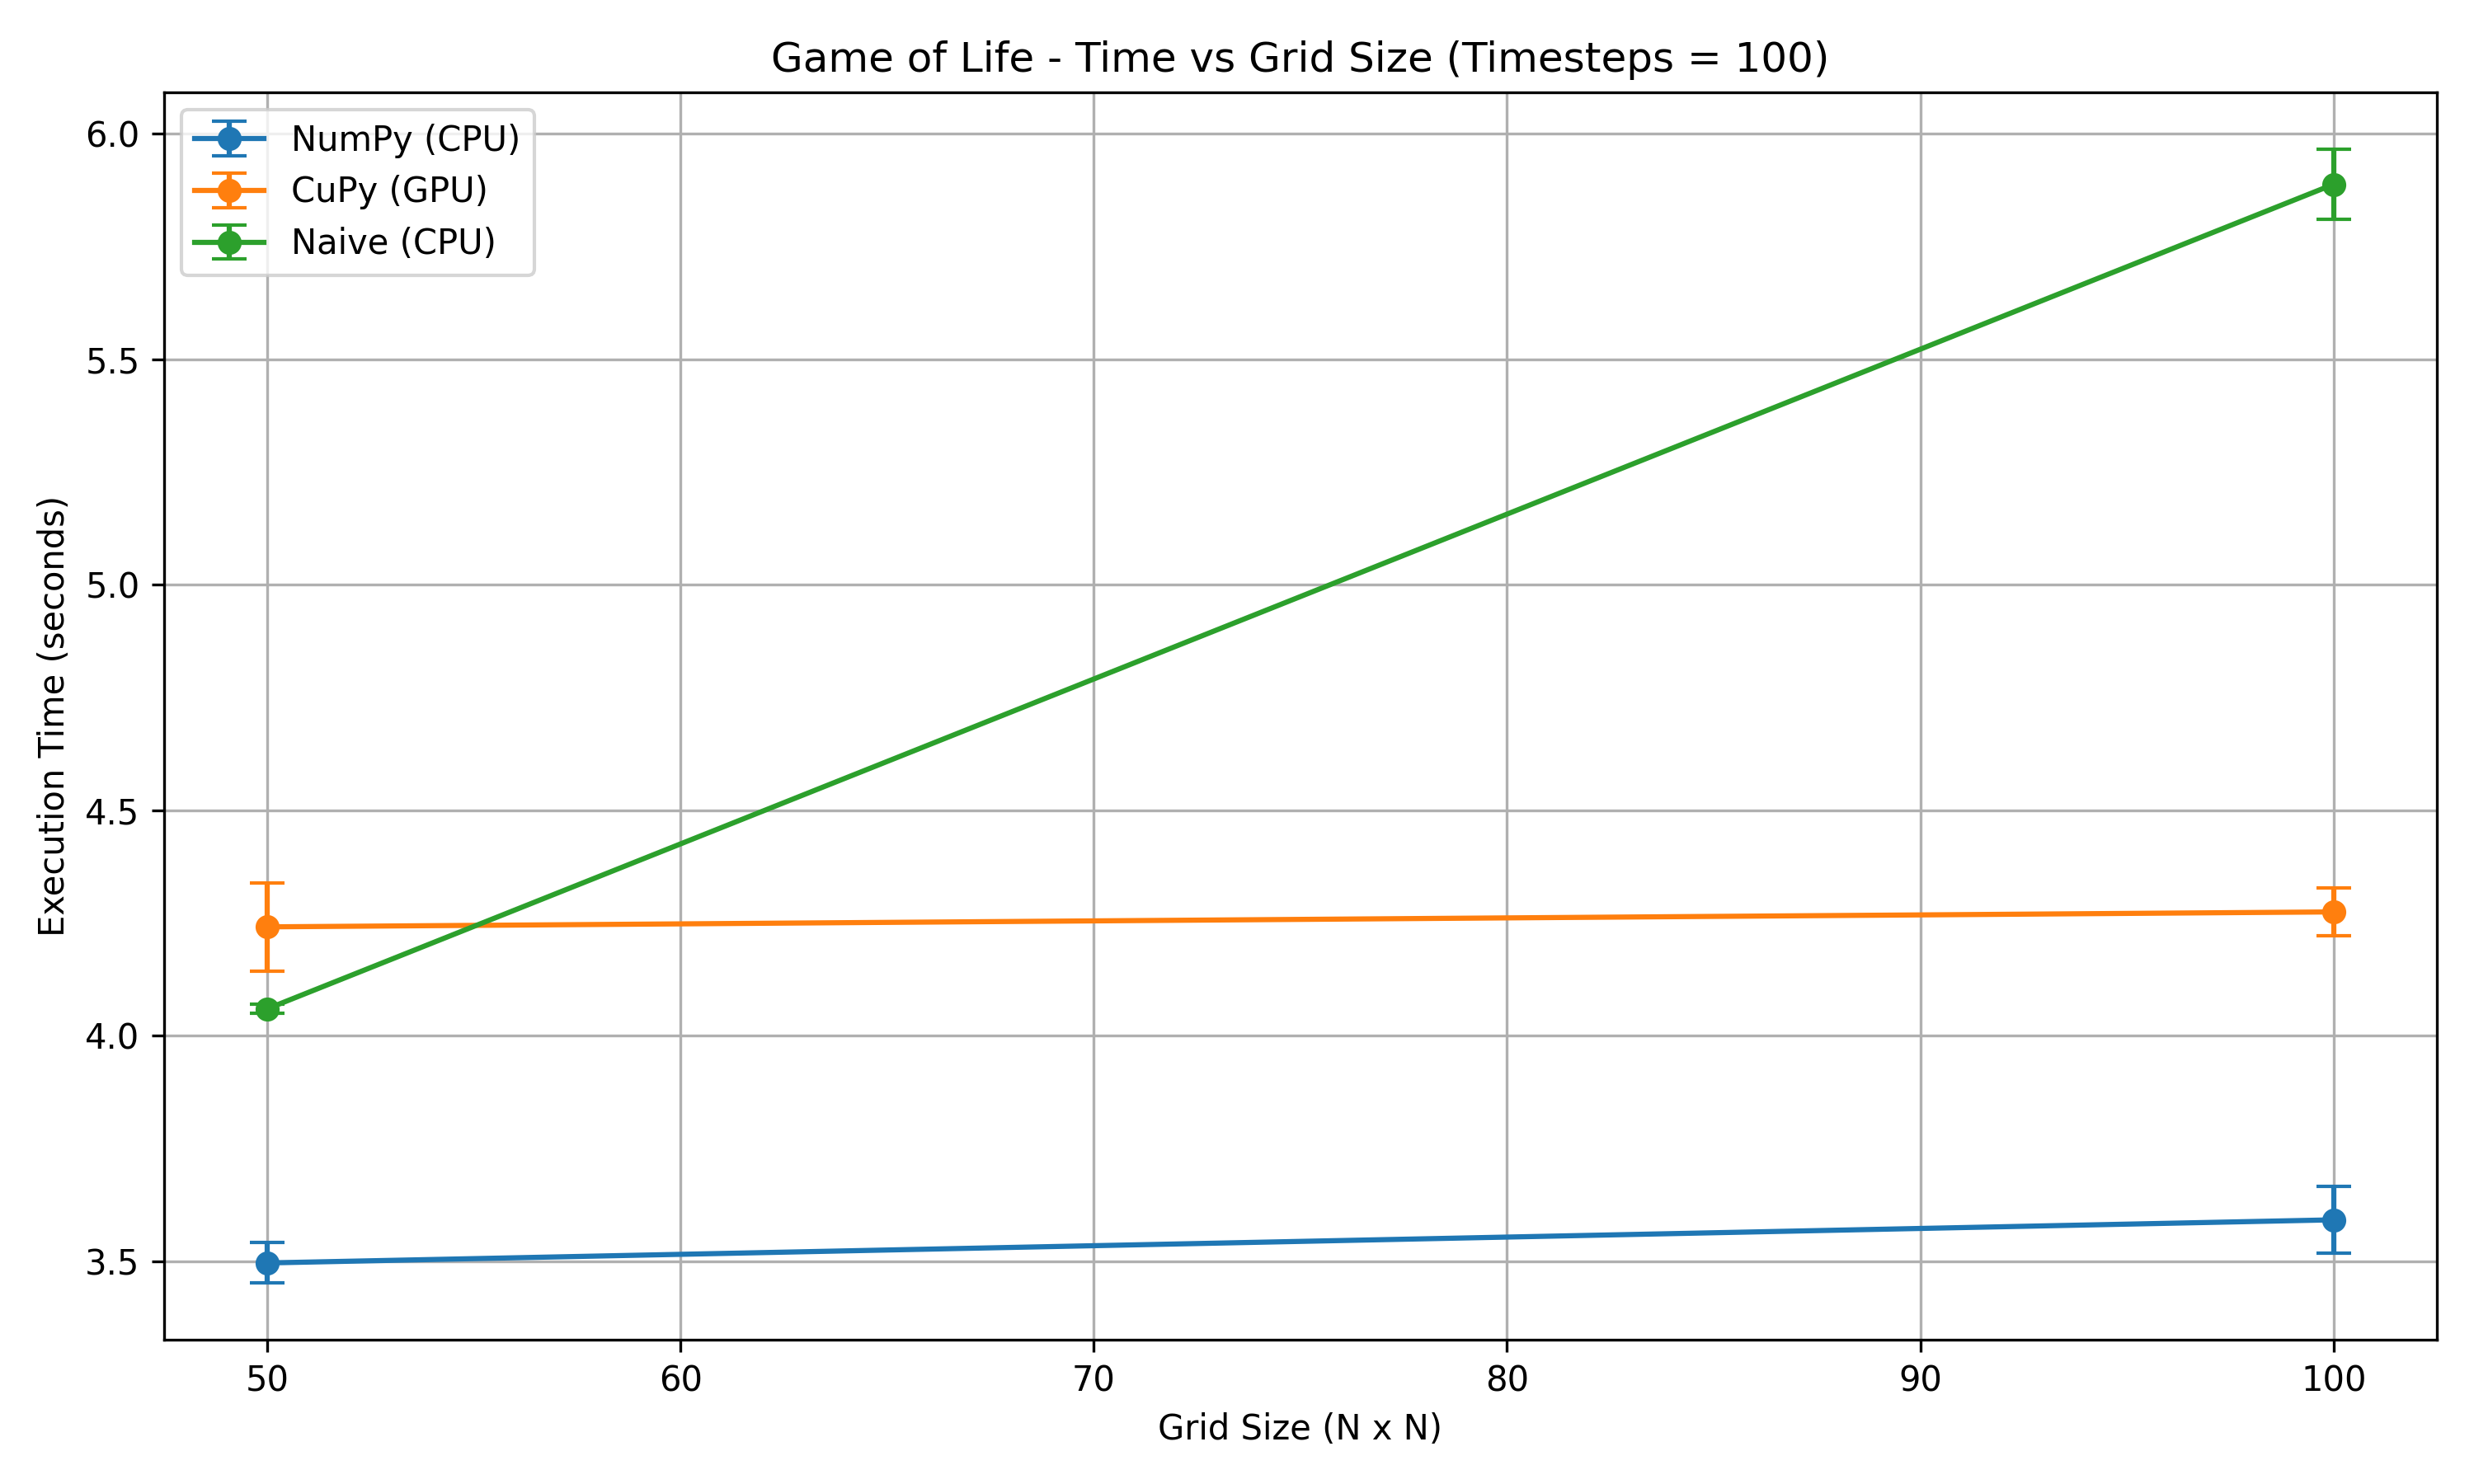 Game of Life - Time vs Grid Size (Timesteps = 100)
NumPy (CPU)
CuPy (GPU)
Naive (CPU)
Execution Time (seconds)
6.0
5.5
5.0
4.5
4.0
3.5
50 60 70 80 90 100
Grid Size (N x N)